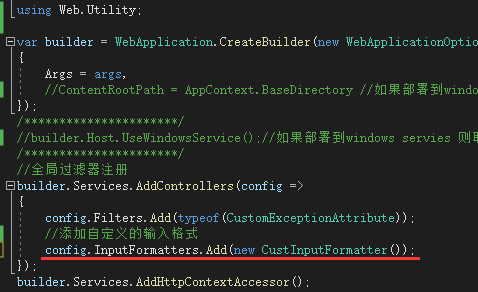 using Web.Utility;
var builder = WebApplication.CreateBuilder(new WebApplicationOptio
{
Args = args,
//ContentRootPath = AppContext.BaseDirectory //如果部署到windo
});
/**********************/
//builder.Host.UseWindowsService();//如果部署到windows servies 则取
/**********************/
//全局过滤器注册
builder.Services.AddControllers(config =>
{
config.Filters.Add(typeof(CustomExceptionAttribute));
//添加自定义的输入格式
config.InputFormatters.Add(new CustInputFormatter());
});
builder.Services.AddHttpContextAccessor();